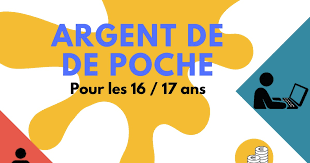 ARGENT DE
DE POCHE
Pour les 16 / 17 ans